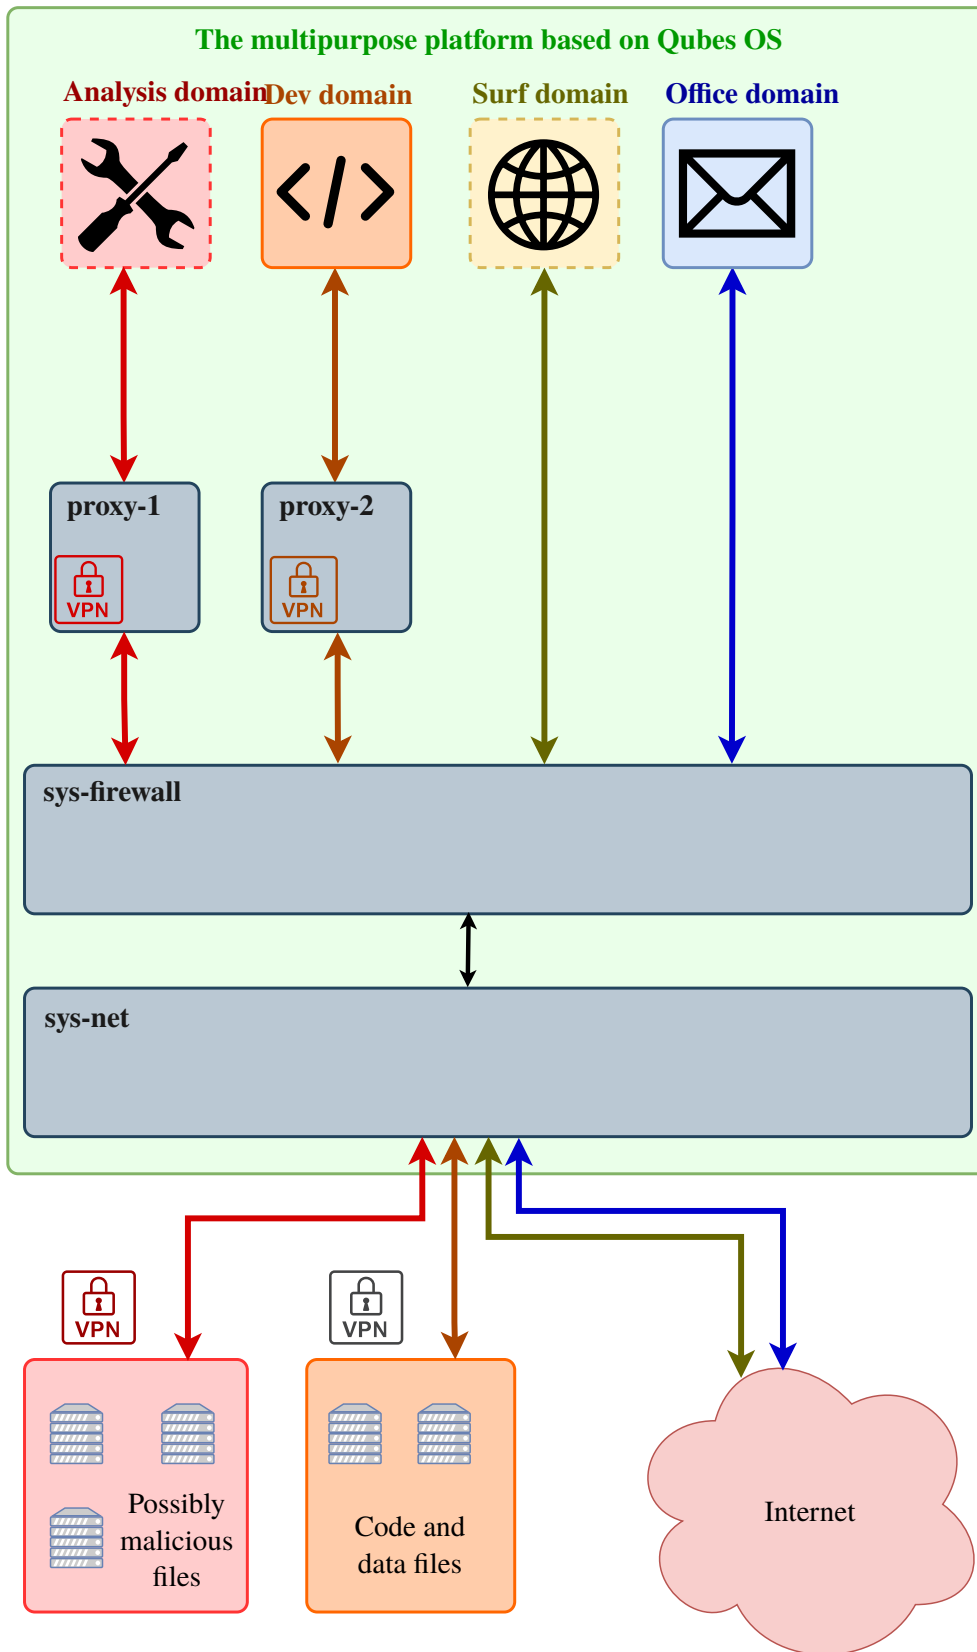 The multipurpose platform based on Qubes OS
Analysis domain
Dev domain
Surf domain
Office domain
proxy-1
VPN
proxy-2
VPN
sys-firewall
sys-net
VPN
VPN
Possibly
malicious
files
Code and
data files
Internet